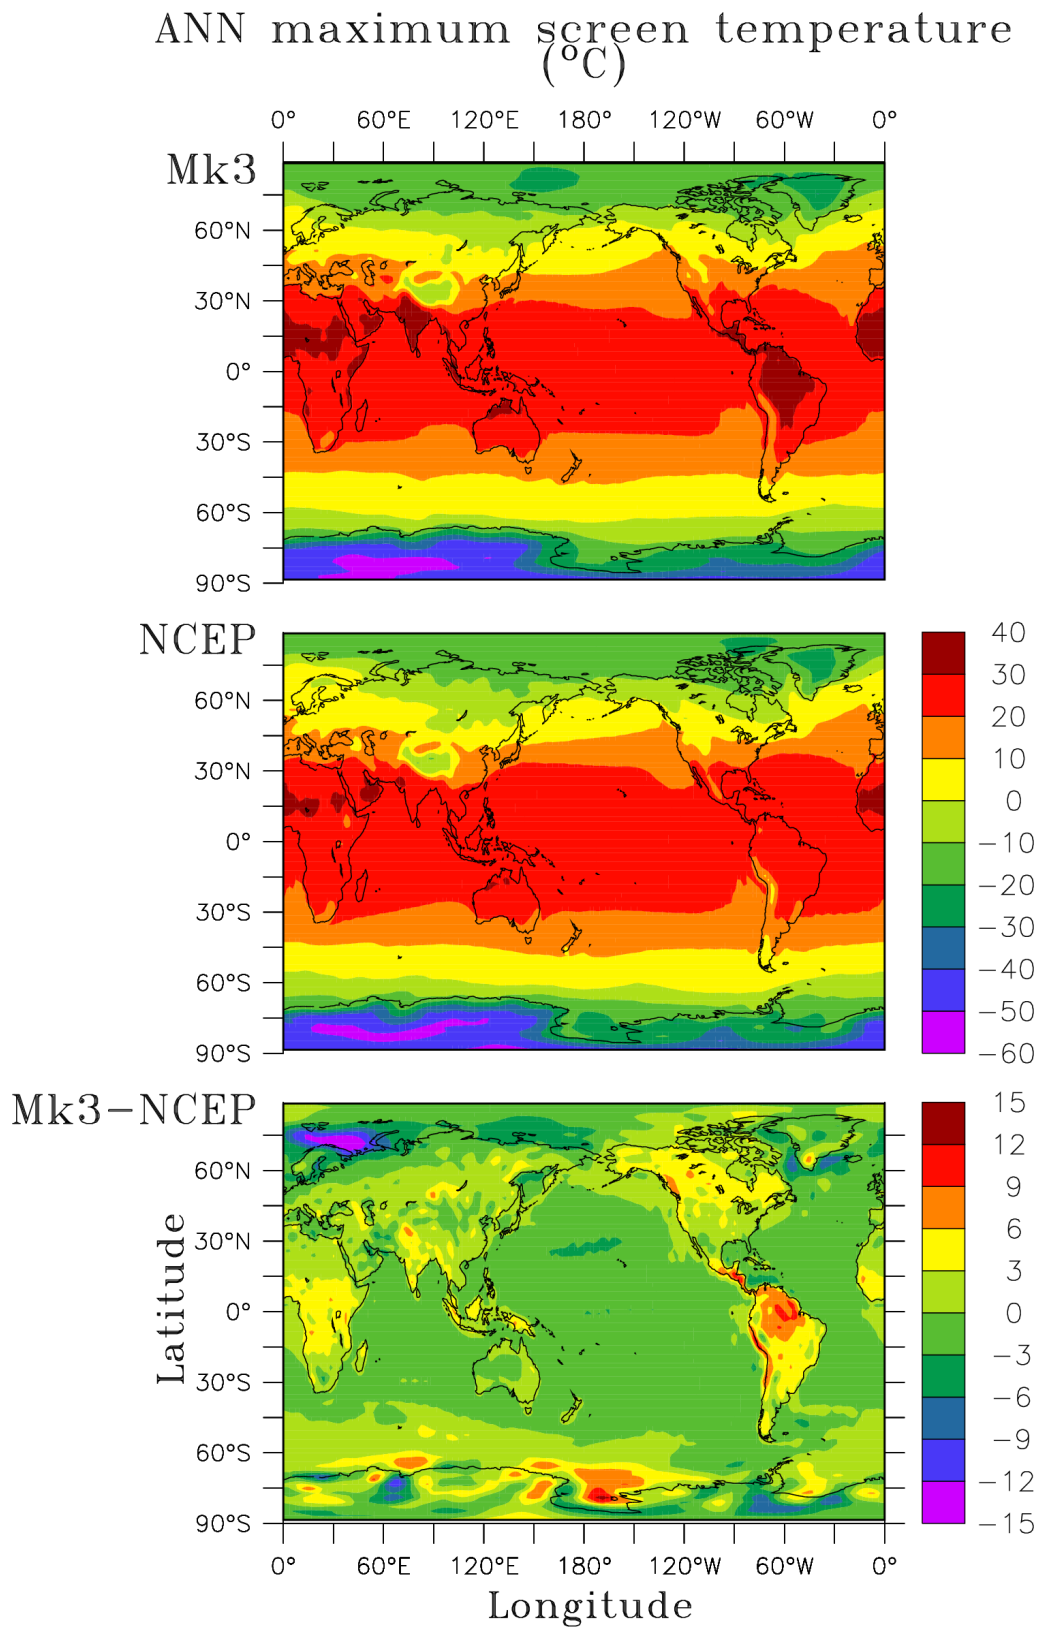 ANN maximum screen temperature
(°C)
0° 60°E 120°E 180° 120°W 60°W 0°
Mk3
60°N
30°N
0°
30°S
60°S
90°S
NCEP
60°N
30°N
0°
30°S
60°S
90°S
40
30
20
10
0
−10
−20
−30
−40
−50
−60
Mk3−NCEP
60°N
30°N
0°
30°S
60°S
90°S
Latitude
15
12
9
6
3
0
−3
−6
−9
−12
−15
0° 60°E 120°E 180° 120°W 60°W 0°
Longitude